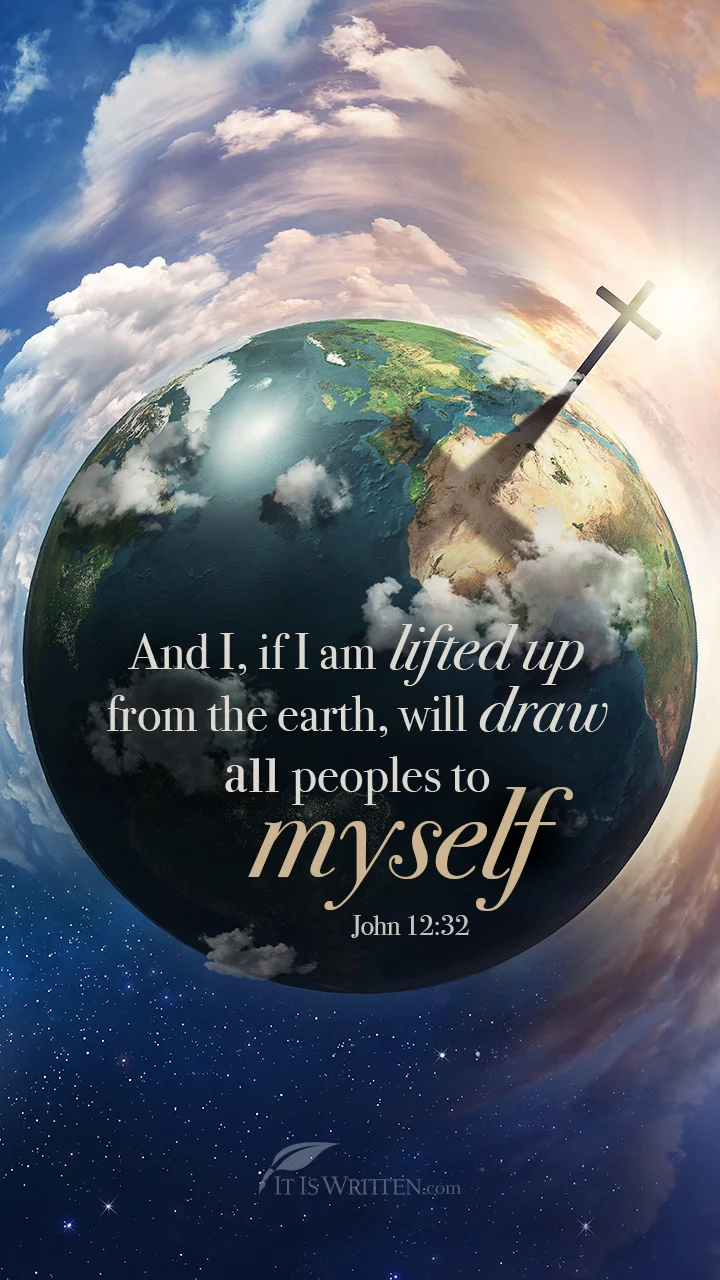 And I, if I am lifted up
from the earth, will draw
all peoples to
myself
John 12:32
IT IS WRITTEN.com